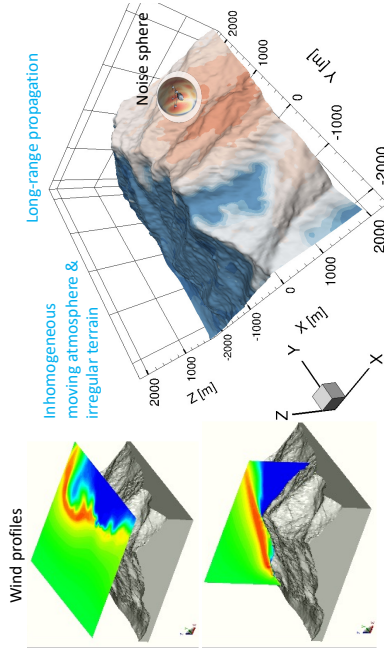 Wind profiles
Inhomogeneous
moving atmosphere &
irregular terrain
Long-range propagation
Noise sphere
2000
1000
Z [m]
-2000
-1000
0
X [m]
1000
2000
-2000
-1000
0
Y [m]
1000
2000
Z
Y
X